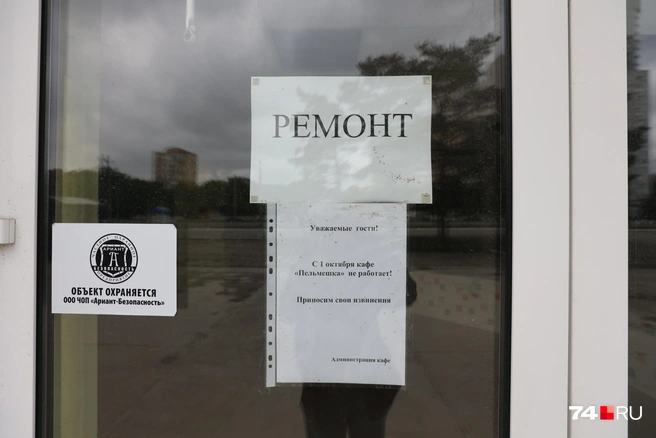 РЕМОНТ
Уважаемые гости!
С 1 октября кафе
«Пельмешка» не работает!
Приносим свои извинения
Администрация кафе
АРИАНТ
БЕЗОПАСНОСТЬ
ОБЪЕКТ ОХРАНЯЕТСЯ
ООО ЧОП «Ариант-Безопасность»
74.RU